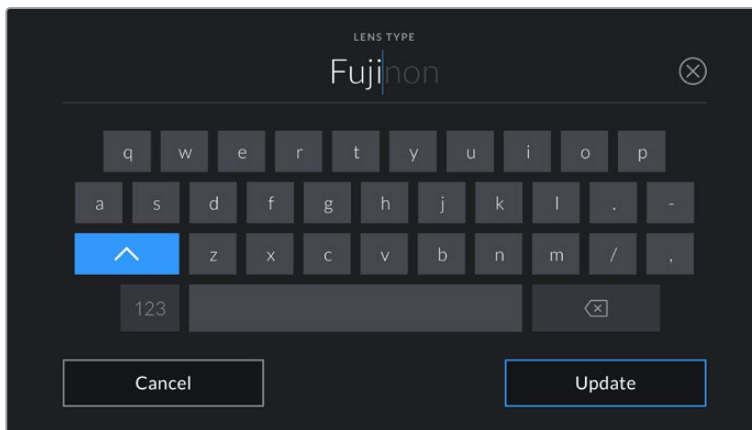 LENS TYPE
Fujinon
q w e r t y u i o p
a s d f g h j k l . -
z x c v b n m / ,
123
Cancel Update